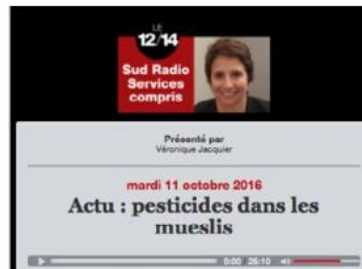 LE
12/14
Sud Radio
Services
compris
Présenté par
Véronique Jacquier
mardi 11 octobre 2016
Actu : pesticides dans les
mueslis
0:00 / 26:10